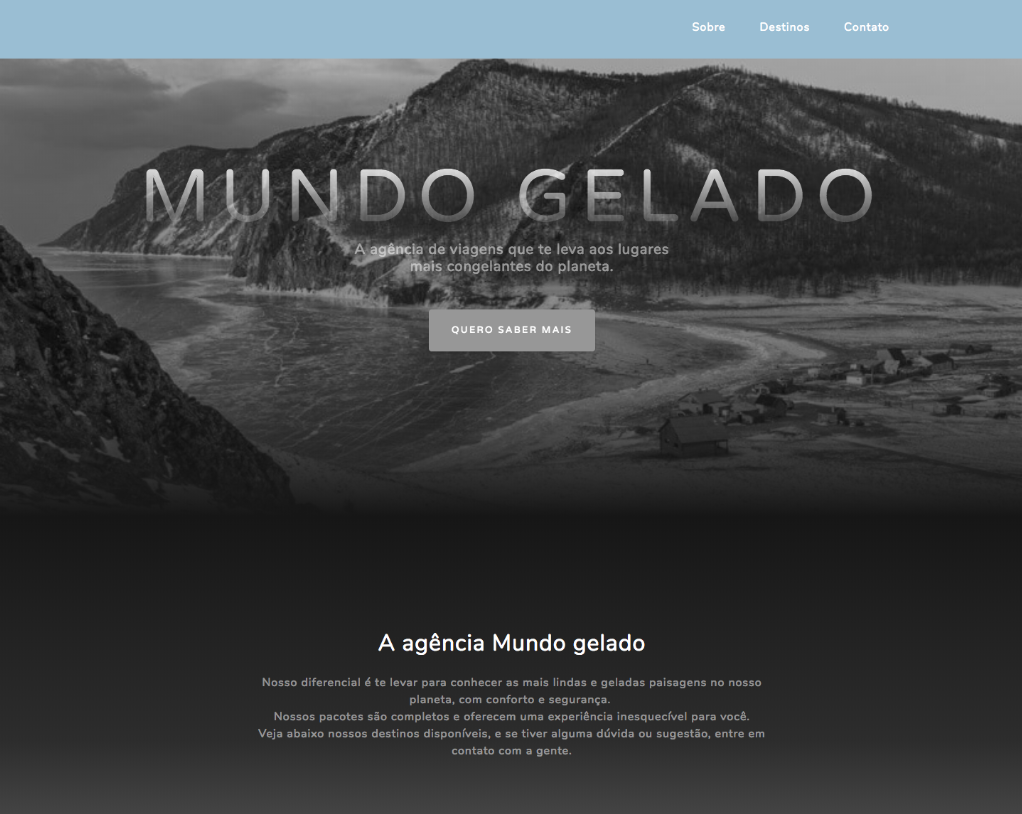 Sobre Destinos Contato
MUNDO GELADO
A agência de viagens que te leva aos lugares
mais congelantes do planeta.
QUERO SABER MAIS
A agência Mundo gelado
Nosso diferencial é te levar para conhecer as mais lindas e geladas paisagens no nosso
planeta, com conforto e segurança.
Nossos pacotes são completos e oferecem uma experiência inesquecível para você.
Veja abaixo nossos destinos disponíveis, e se tiver alguma dúvida ou sugestão, entre em
contato com a gente.